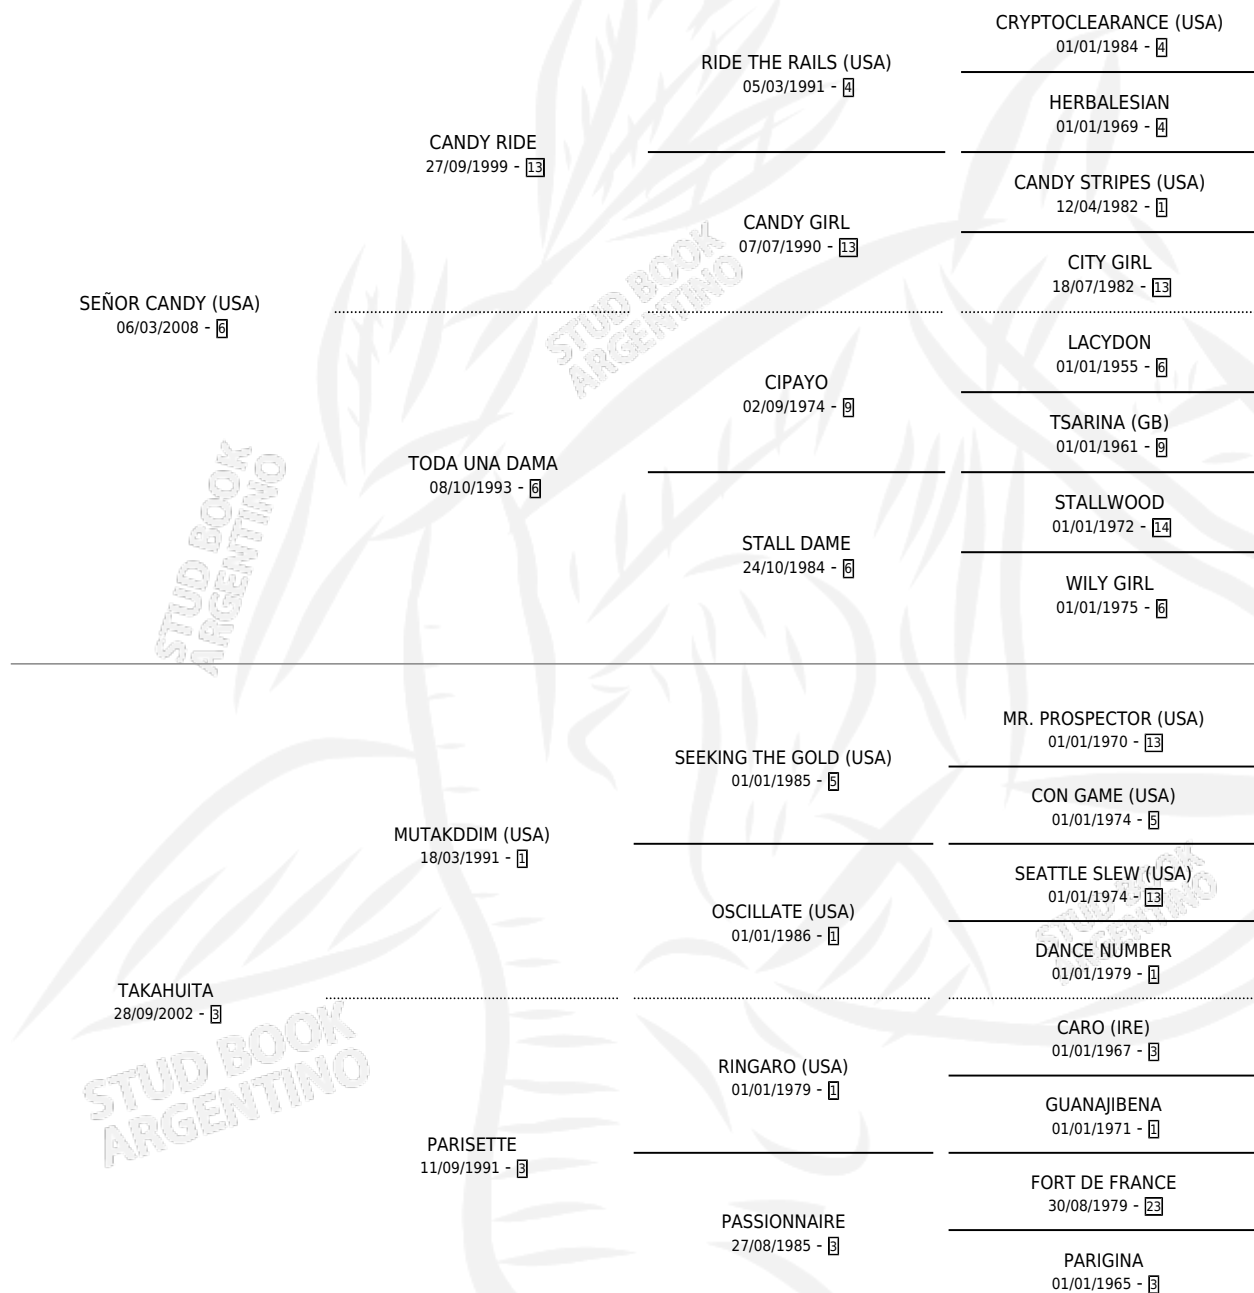 CRYPTOCLEARANCE (USA)
01/01/1984 - 4
RIDE THE RAILS (USA)
05/03/1991 - 4
HERBALESIAN
01/01/1969 - 4
CANDY RIDE
27/09/1999 - 13
CANDY STRIPES (USA)
12/04/1982 - 1
CANDY GIRL
07/07/1990 - 13
CITY GIRL
18/07/1982 - 13
SEÑOR CANDY (USA)
06/03/2008 - 6
LACYDON
01/01/1955 - 6
CIPAYO
02/09/1974 - 9
TSARINA (GB)
01/01/1961 - 9
TODA UNA DAMA
08/10/1993 - 6
STALLWOOD
01/01/1972 - 14
STALL DAME
24/10/1984 - 6
WILY GIRL
01/01/1975 - 6
MR. PROSPECTOR (USA)
01/01/1970 - 13
SEEKING THE GOLD (USA)
01/01/1985 - 5
CON GAME (USA)
01/01/1974 - 5
MUTAKDDIM (USA)
18/03/1991 - 1
SEATTLE SLEW (USA)
01/01/1974 - 13
OSCILLATE (USA)
01/01/1986 - 1
DANCE NUMBER
01/01/1979 - 1
TAKAHUITA
28/09/2002 - 3
CARO (IRE)
01/01/1967 - 3
RINGARO (USA)
01/01/1979 - 1
GUANAJIBENA
01/01/1971 - 1
PARISETTE
11/09/1991 - 3
FORT DE FRANCE
30/08/1979 - 23
PASSIONNAIRE
27/08/1985 - 3
PARIGINA
01/01/1965 - 3
STUD BOOK
ARGENTINO
STUD BOOK
ARGENTINO
STUD BOOK
ARGENTINO
STUD BOOK
ARGENTINO